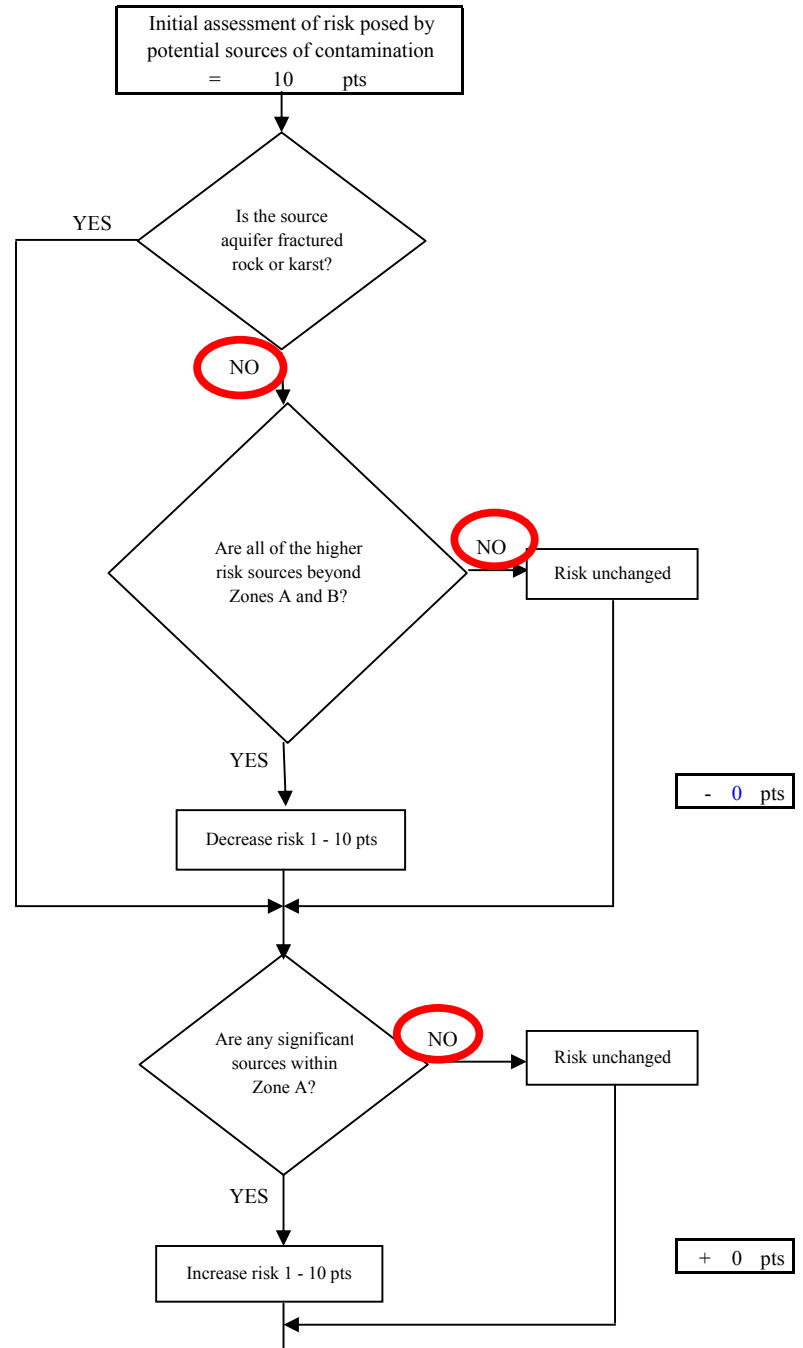 Initial assessment of risk posed by
potential sources of contamination
= 10 pts
YES
Is the source
aquifer fractured
rock or karst?
NO
Are all of the higher
risk sources beyond
Zones A and B?
NO
Risk unchanged
YES
- 0 pts
Decrease risk 1 - 10 pts
Are any significant
sources within
Zone A?
NO
Risk unchanged
YES
+ 0 pts
Increase risk 1 - 10 pts